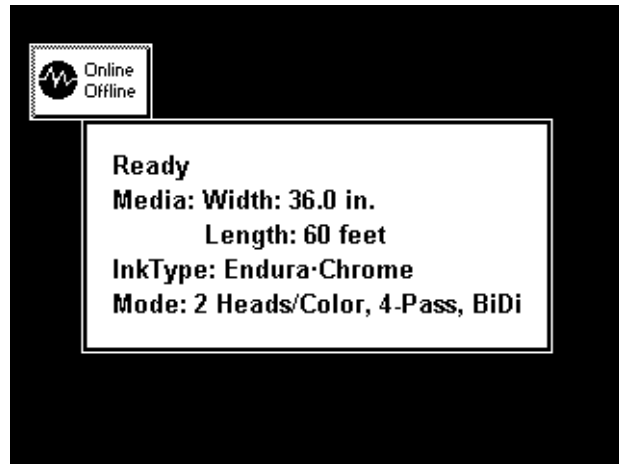 Online
Offline
Ready
Media: Width: 36.0 in.
Length: 60 feet
InkType: Endura·Chrome
Mode: 2 Heads/Color, 4-Pass, BiDi